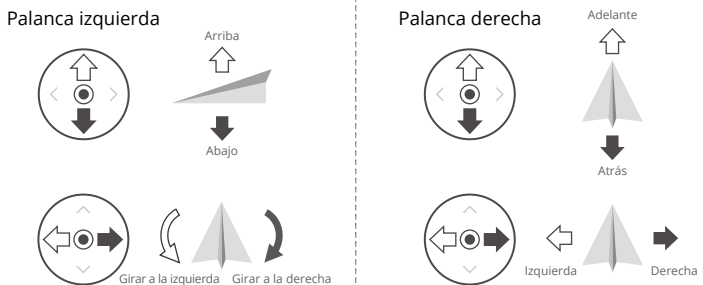 Palanca izquierda
Arriba
Abajo
Girar a la izquierda
Girar a la derecha
Palanca derecha
Adelante
Atrás
Izquierda
Derecha